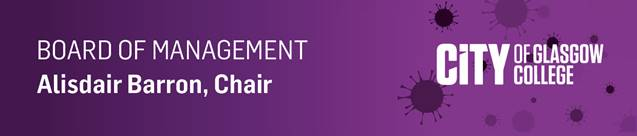 BOARD OF MANAGEMENT
Alisdair Barron, Chair
CiTY OF GLASGOW
COLLEGE